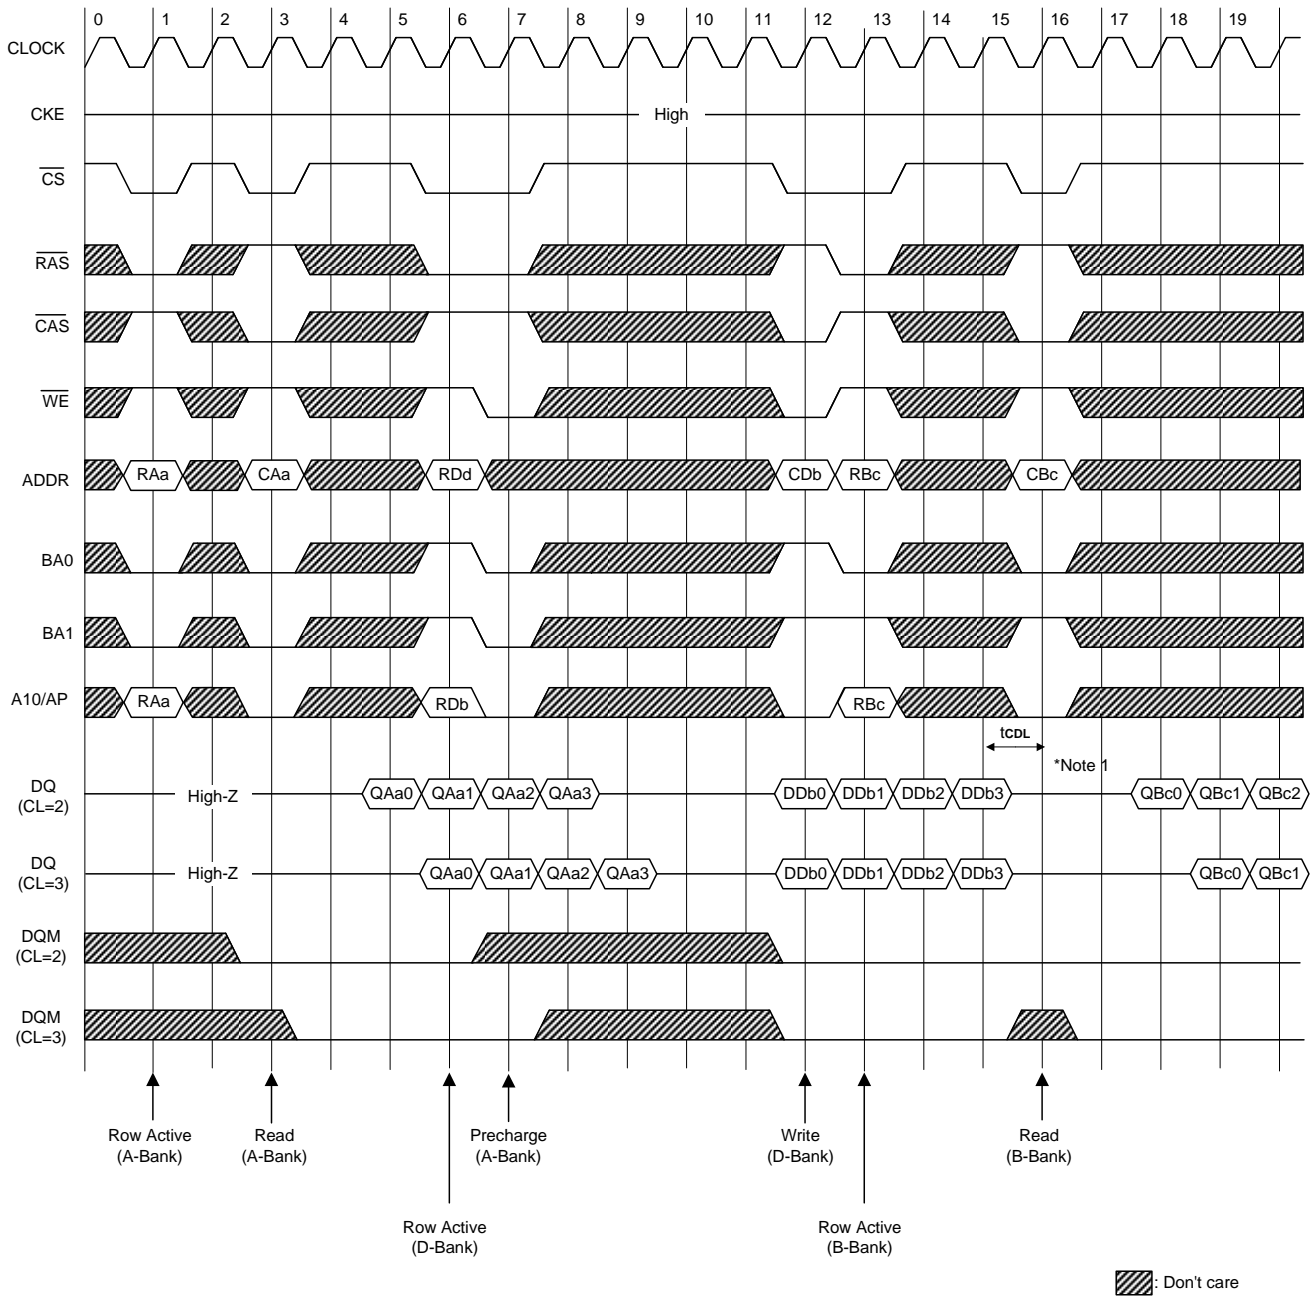 0 1 2 3 4 5 6 7 8 9 10 11 12 13 14 15 16 17 18 19
CLOCK
CKE High
CS
RAS
CAS
WE
ADDR RAa CAa RDd CDb RBc CBc
BA0
BA1
A10/AP RAa RDb RBc
tCDL
*Note 1
DQ
(CL=2) High-Z QAa0 QAa1 QAa2 QAa3 DDb0 DDb1 DDb2 DDb3 QBc0 QBc1 QBc2
DQ
(CL=3) High-Z QAa0 QAa1 QAa2 QAa3 DDb0 DDb1 DDb2 DDb3 QBc0 QBc1
DQM
(CL=2)
DQM
(CL=3)
Row Active
(A-Bank)
Read
(A-Bank)
Precharge
(A-Bank)
Write
(D-Bank)
Read
(B-Bank)
Row Active
(D-Bank)
Row Active
(B-Bank)
: Don't care